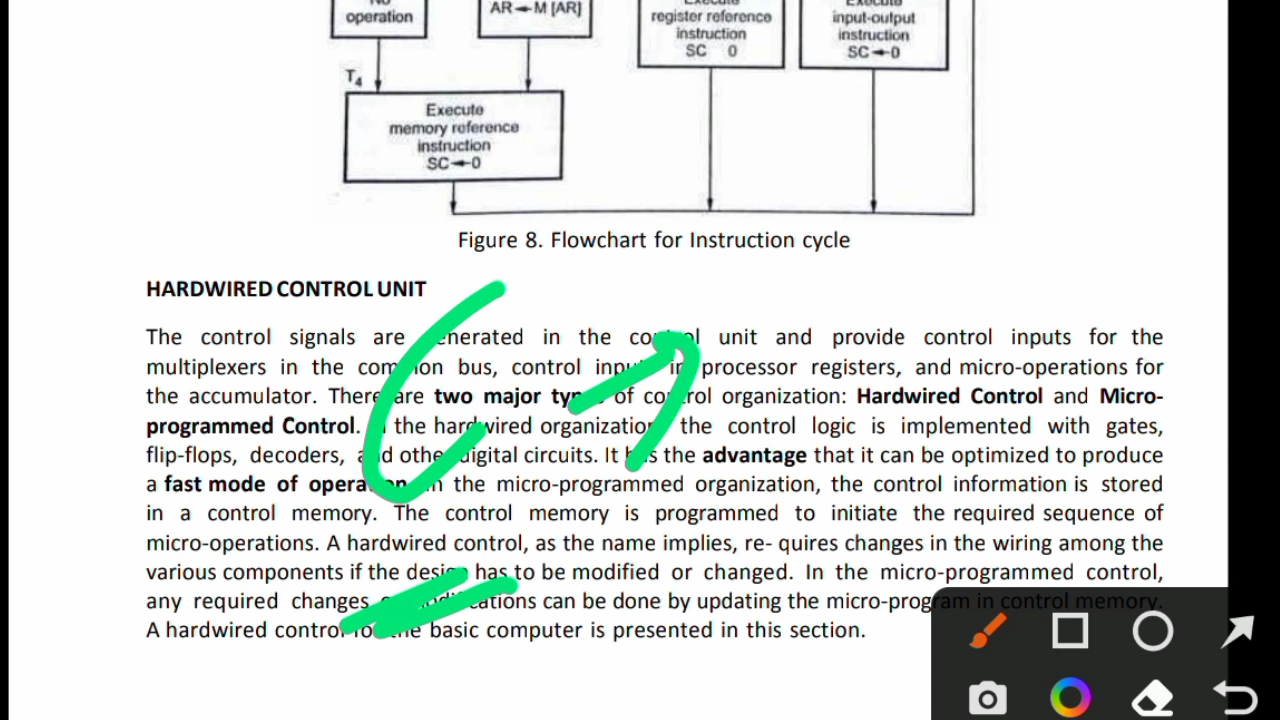 operation
AR←M [AR]
register reference
instruction
SC 0
input-output
instruction
SC←0
T4
Execute
memory reference
instruction
SC←0
Figure 8. Flowchart for Instruction cycle
HARDWIRED CONTROL UNIT
The control signals are generated in the control unit and provide control inputs for the
multiplexers in the common bus, control inputs in processor registers, and micro-operations for
the accumulator. There are two major types of control organization: Hardwired Control and Micro-
programmed Control. the hardwired organization, the control logic is implemented with gates,
flip-flops, decoders, and other digital circuits. It has the advantage that it can be optimized to produce
a fast mode of operation. In the micro-programmed organization, the control information is stored
in a control memory. The control memory is programmed to initiate the required sequence of
micro-operations. A hardwired control, as the name implies, re- quires changes in the wiring among the
various components if the design has to be modified or changed. In the micro-programmed control,
any required changes modifications can be done by updating the micro-program in control memory.
A hardwired control for the basic computer is presented in this section.